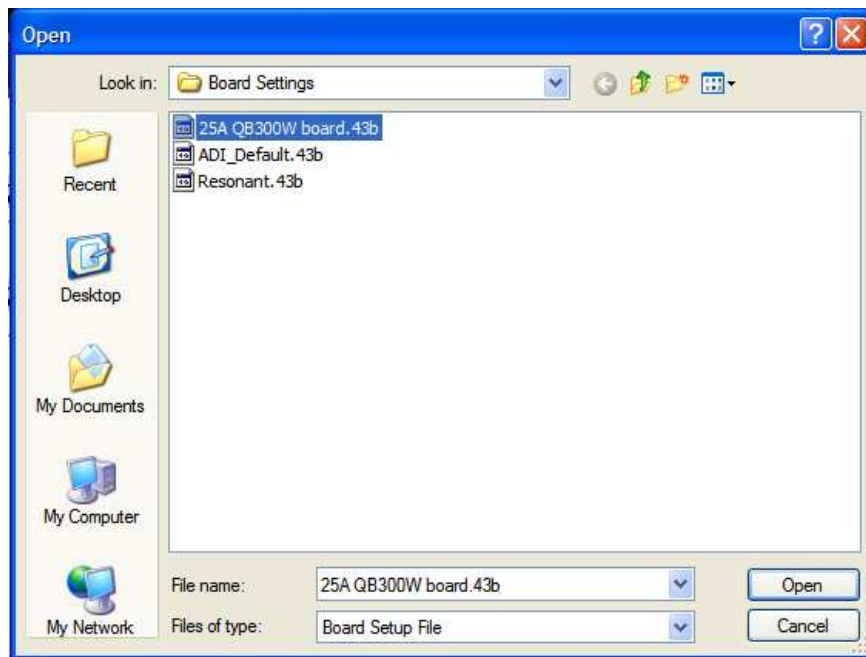 Open
Look in: Board Settings
25A QB300W board.43b
ADI_Default.43b
Resonant.43b
Recent
Desktop
My Documents
My Computer
My Network
File name: 25A QB300W board.43b Open
Files of type: Board Setup File Cancel